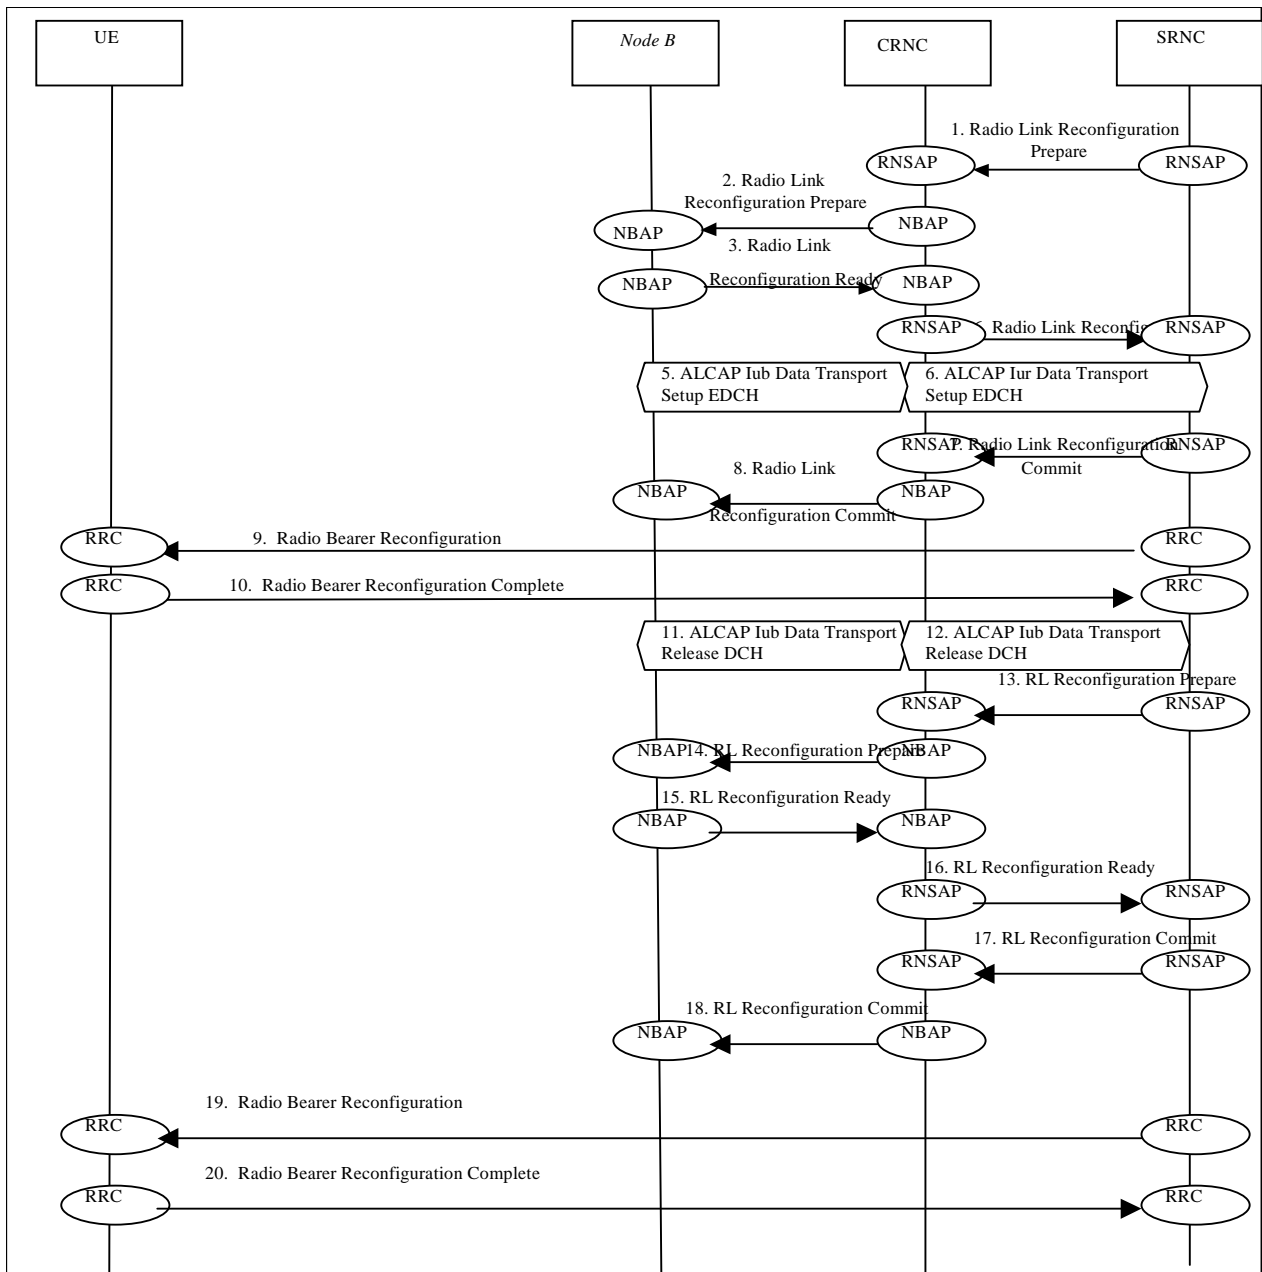 UE
Node B
CRNC
SRNC
1. Radio Link Reconfiguration
Prepare
RNSAP
RNSAP
2. Radio Link
Reconfiguration Prepare
NBAP
NBAP
3. Radio Link
NBAP
Reconfiguration Ready
NBAP
RNSAP
Radio Link
RNSAP
5. ALCAP Iub Data Transport
Setup EDCH
6. ALCAP Iur Data Transport
Setup EDCH
RNSAP
7. Radio Link Reconfiguration
RNSAP
Commit
8. Radio Link
NBAP
NBAP
Reconfiguration Commit
RRC
9. Radio Bearer Reconfiguration
RRC
RRC
10. Radio Bearer Reconfiguration Complete
RRC
11. ALCAP Iub Data Transport
Release DCH
12. ALCAP Iub Data Transport
Release DCH
13. RL Reconfiguration Prepare
RNSAP
RNSAP
NBAP
14. RL Reconfiguration Prepare
NBAP
15. RL Reconfiguration Ready
NBAP
NBAP
16. RL Reconfiguration Ready
RNSAP
RNSAP
17. RL Reconfiguration Commit
RNSAP
RNSAP
18. RL Reconfiguration Commit
NBAP
NBAP
19. Radio Bearer Reconfiguration
RRC
RRC
20. Radio Bearer Reconfiguration Complete
RRC
RRC